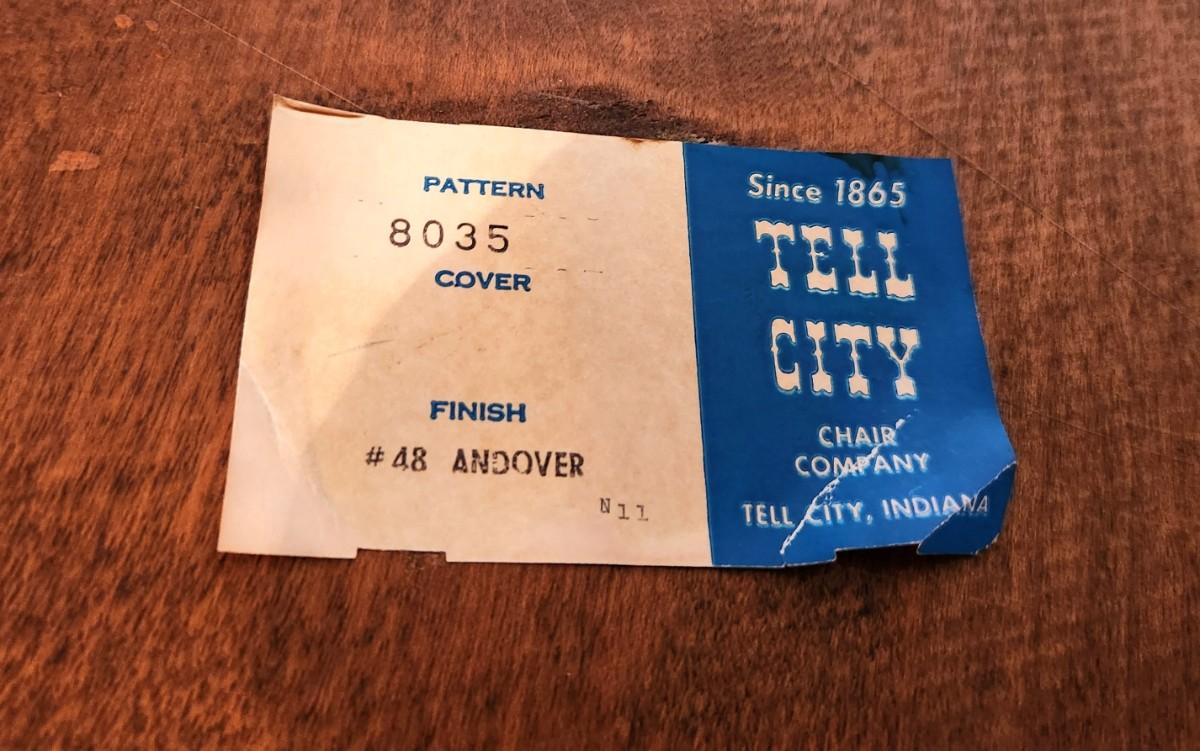 PATTERN
8035
COVER
FINISH
#48 ANDOVER
N11
Since 1865
TELL
CITY
CHAIR
COMPANY
TELL CITY, INDIANA